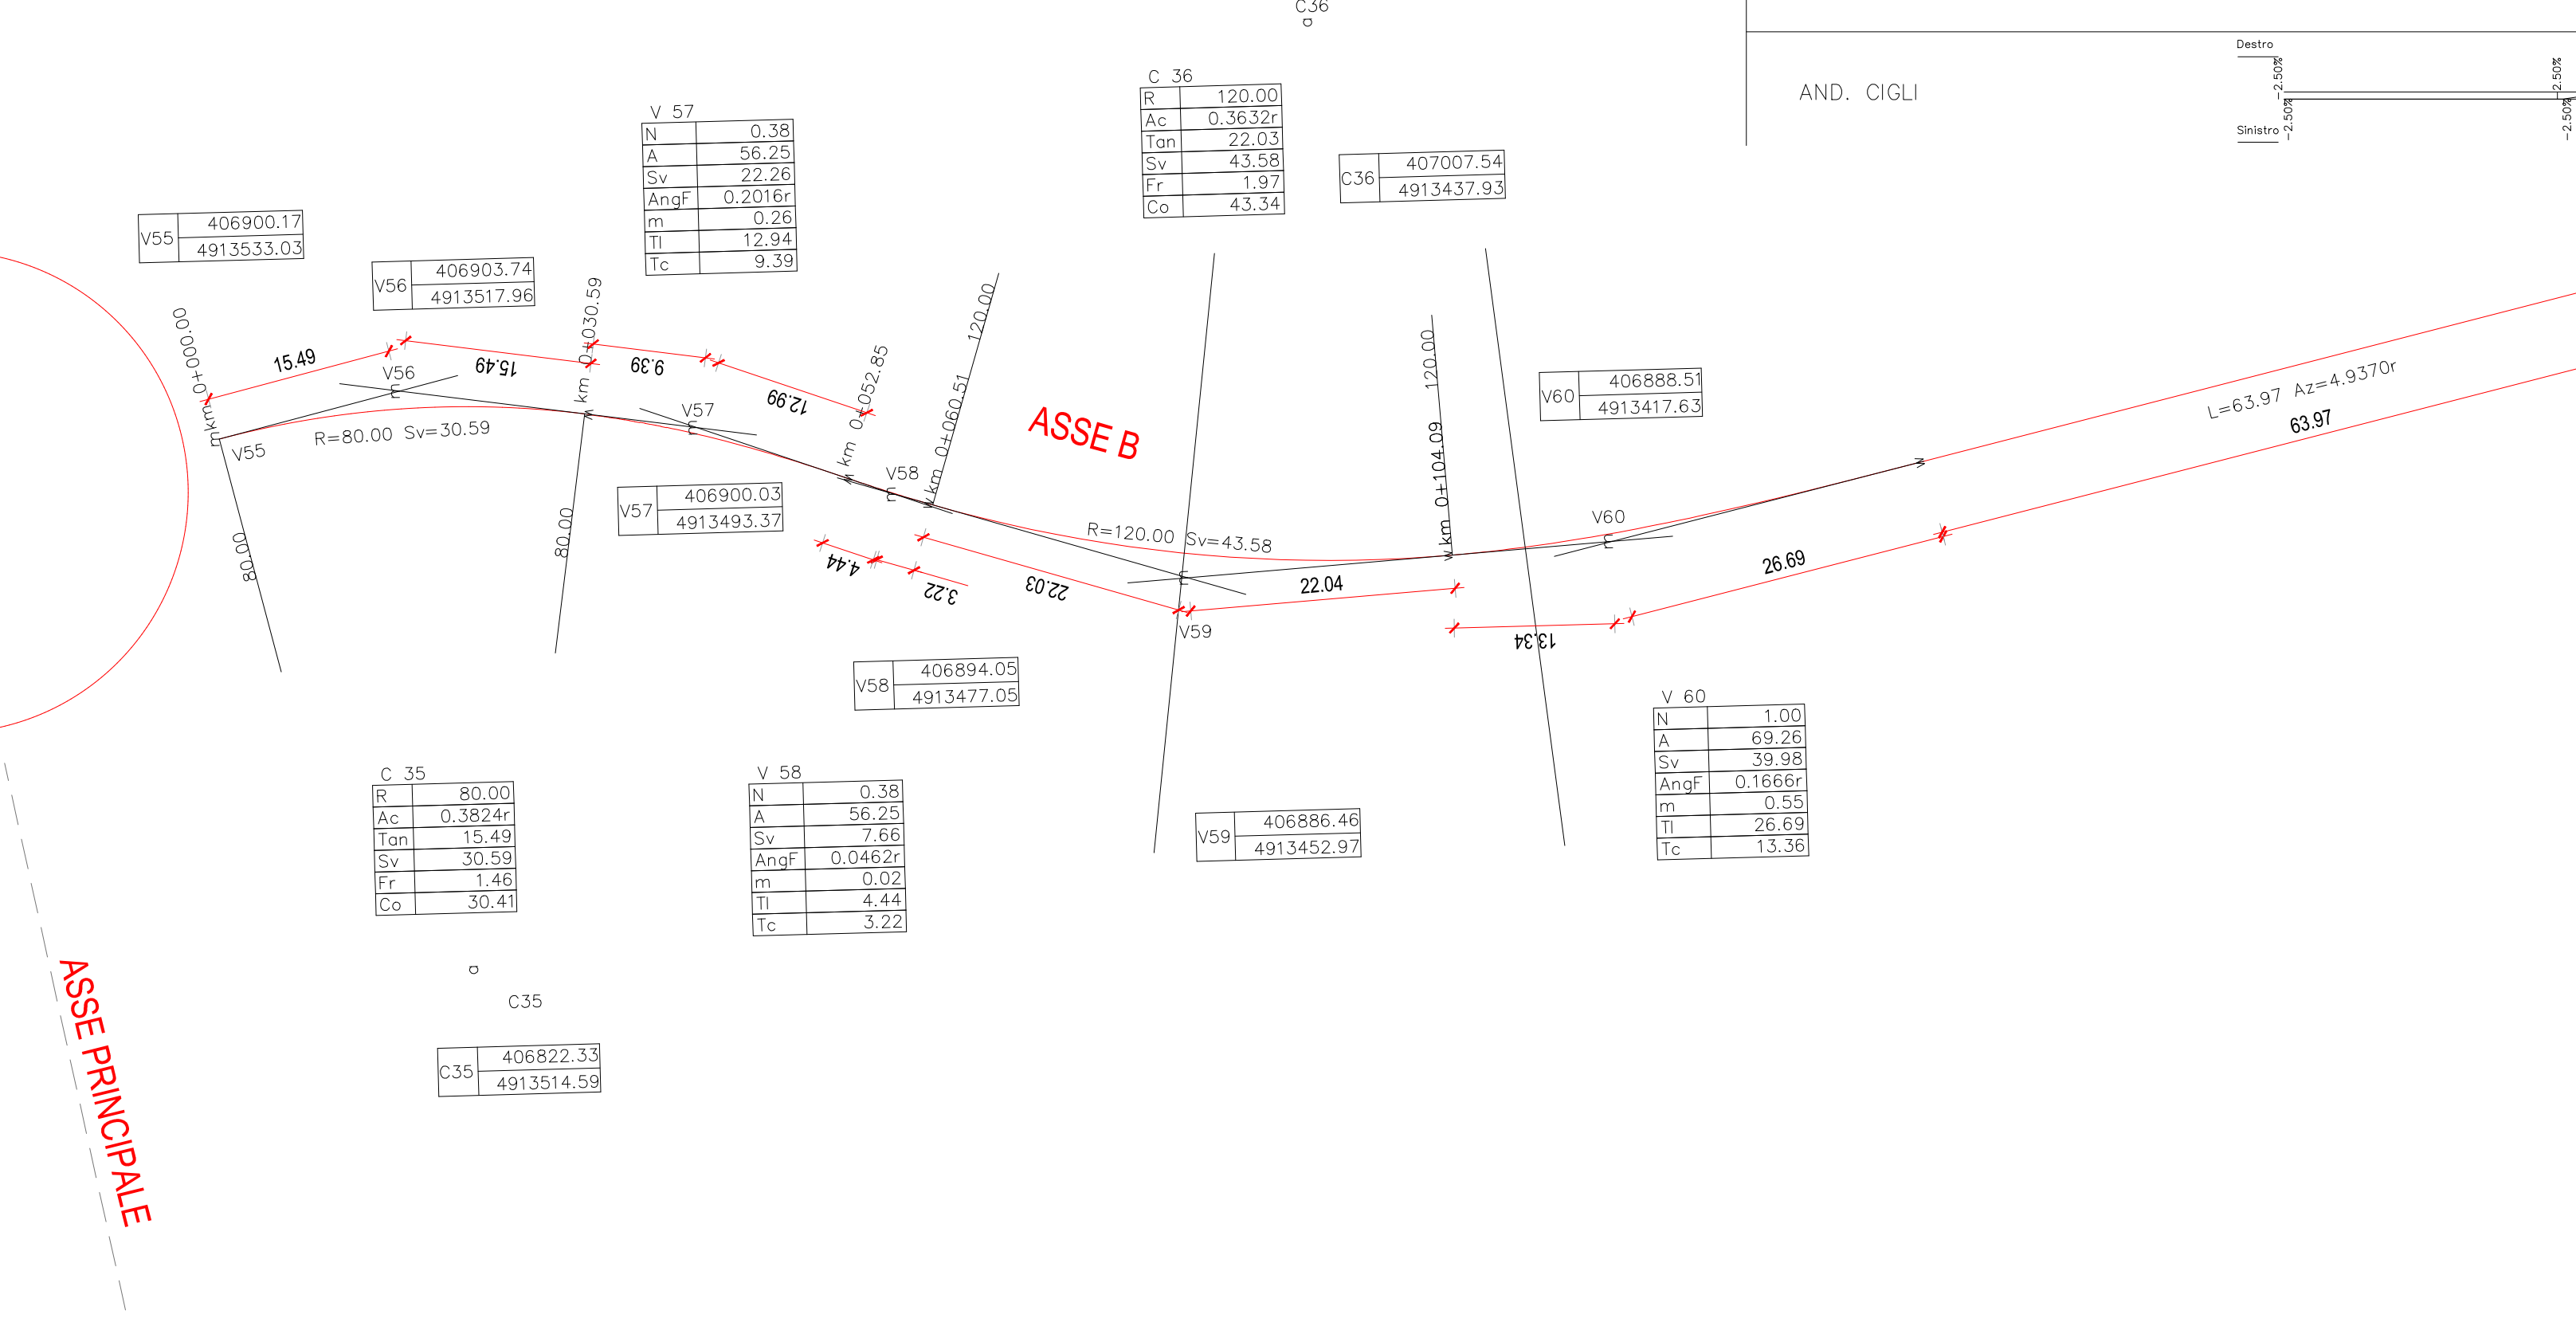 C36
a
Destro
-2.50%
-2.50%
AND. CIGLI
Sinistro
-2.50%
-2.50%
C 36
R 120.00
Ac 0.3632r
Tan 22.03
Sv 43.58
Fr 1.97
Co 43.34
V 57
N 0.38
A 56.25
Sv 22.26
AngF 0.2016r
m 0.26
Tl 12.94
Tc 9.39
C36 407007.54
4913437.93
V55 406900.17
4913533.03
V56 406903.74
4913517.96
km 0+000.00
m
15.49
V56
m
15.49
w km 0+030.59
9.39
12.99
V57
m
w km 0+052.85
V58
m
w km 0+060.51
120.00
ASSE B
V55
R=80.00 Sv=30.59
80.00
80.00
V57 406900.03
4913493.37
4.44
3.22
22.03
R=120.00 Sv=43.58
m
V59
22.04
w km 0+104.09
120.00
V60 406888.51
4913417.63
V60
m
13.34
26.69
w
L=63.97 Az=4.9370r
63.97
V58 406894.05
4913477.05
V 60
N 1.00
A 69.26
Sv 39.98
AngF 0.1666r
m 0.55
Tl 26.69
Tc 13.36
C 35
R 80.00
Ac 0.3824r
Tan 15.49
Sv 30.59
Fr 1.46
Co 30.41
V 58
N 0.38
A 56.25
Sv 7.66
AngF 0.0462r
m 0.02
Tl 4.44
Tc 3.22
V59 406886.46
4913452.97
a
C35
C35 406822.33
4913514.59
ASSE PRINCIPALE